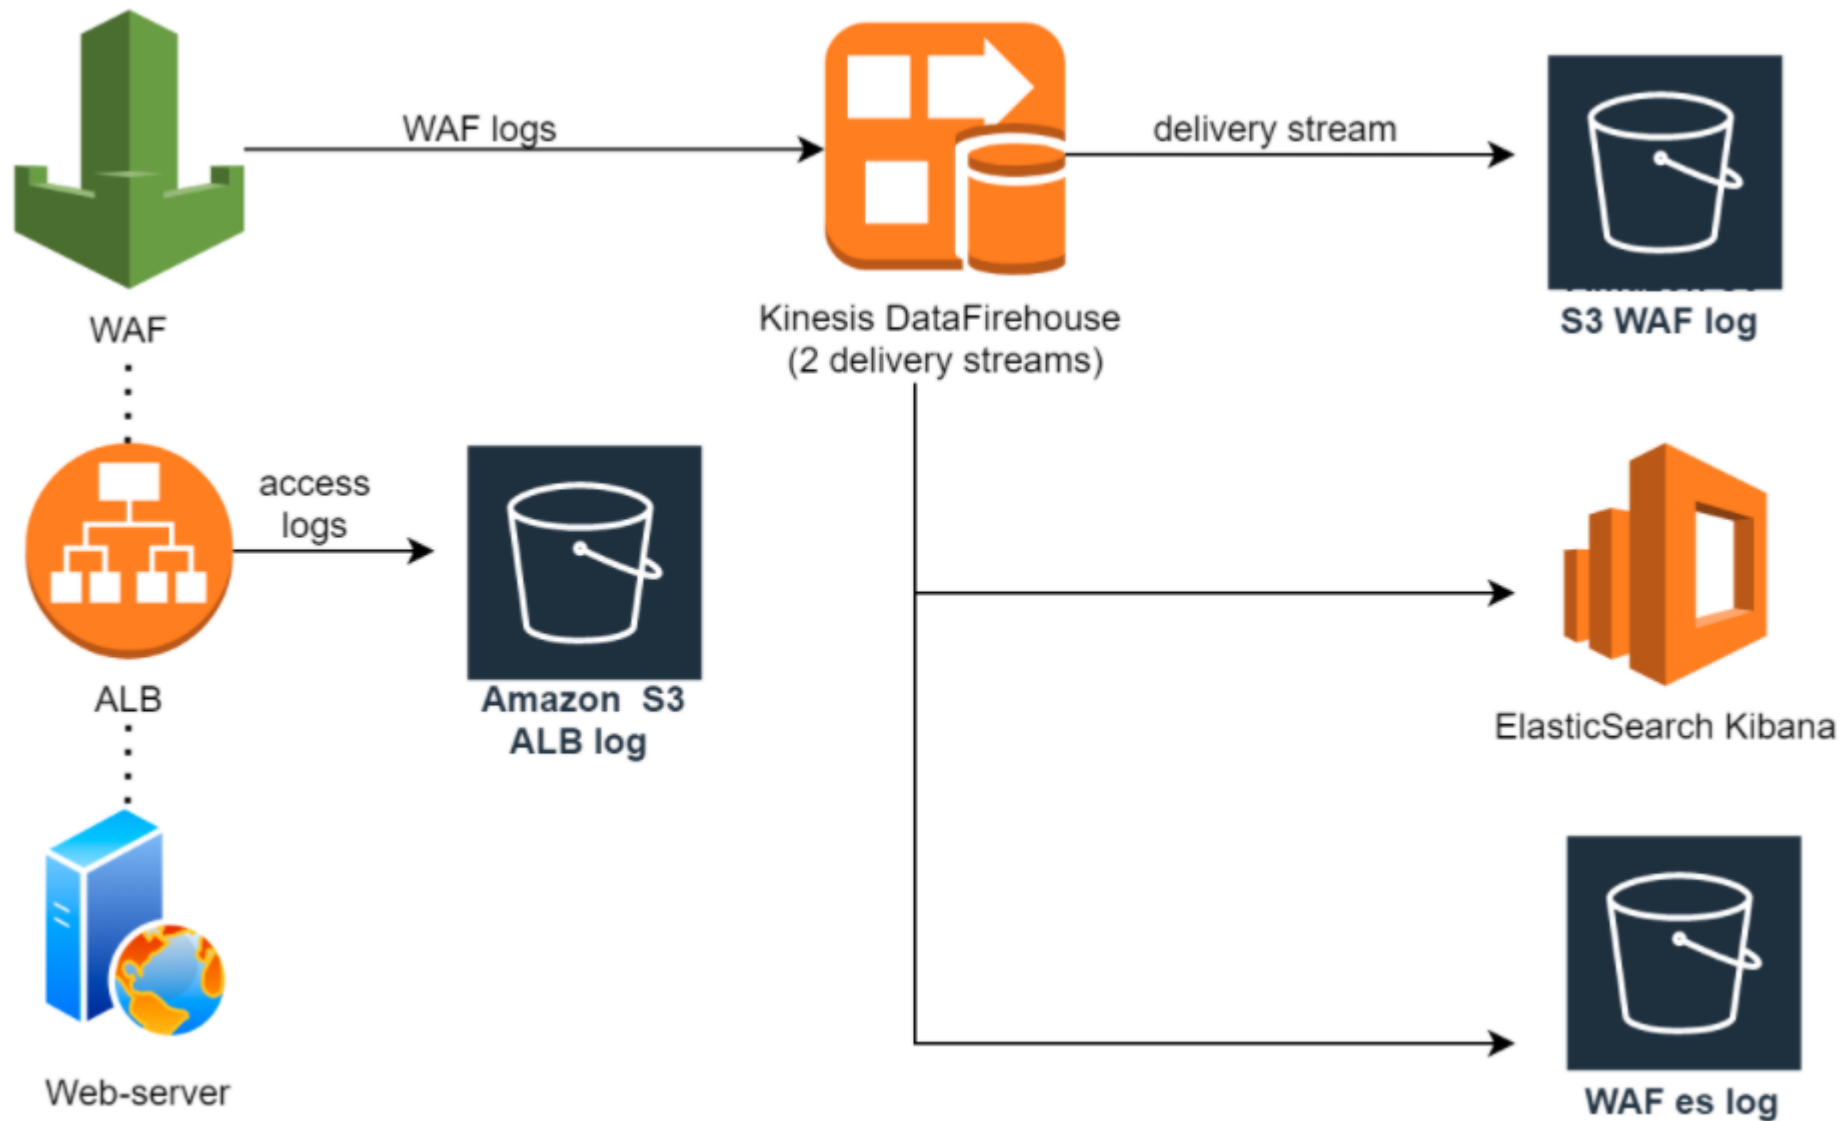 WAF logs
delivery stream
WAF
Kinesis DataFirehouse
(2 delivery streams)
S3 WAF log
access
logs
ALB
Amazon  S3
ALB log
ElasticSearch Kibana
Web-server
WAF es log